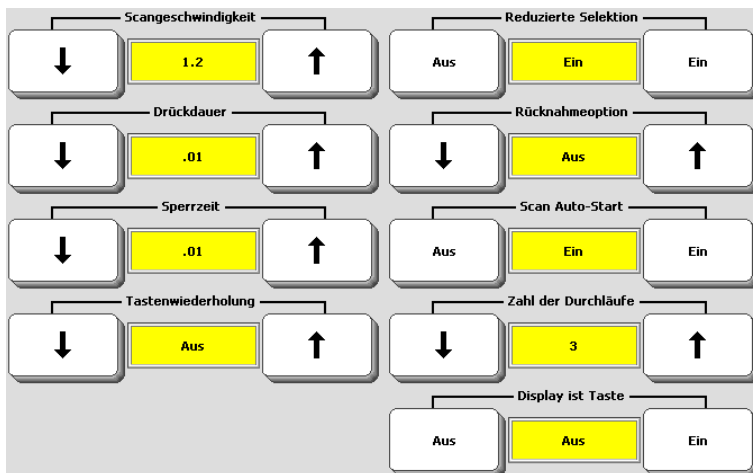 Scangeschwindigkeit
1.2
Reduzierte Selektion
Aus Ein Ein
Drückdauer
.01
Rücknahmeoption
Aus
Sperrzeit
.01
Scan Auto-Start
Aus Ein Ein
Tastenwiederholung
Aus
Zahl der Durchläufe
3
Display ist Taste
Aus Aus Ein